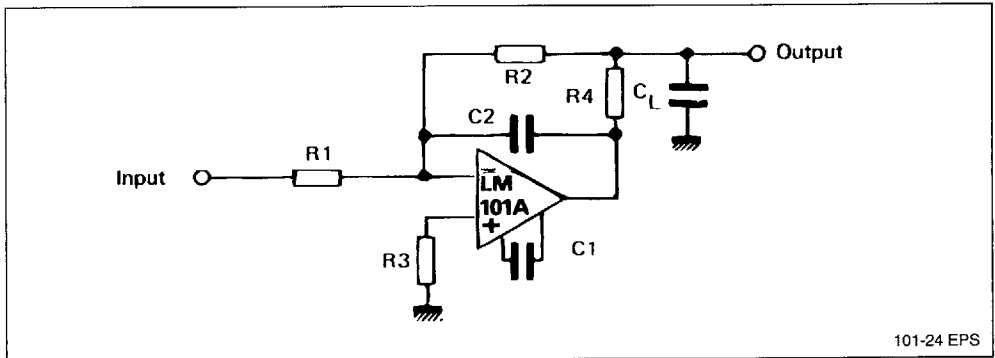 Output
R2
R4
C_L
C2
R1
Input
LM
101A
+
C1
R3
101-24 EPS